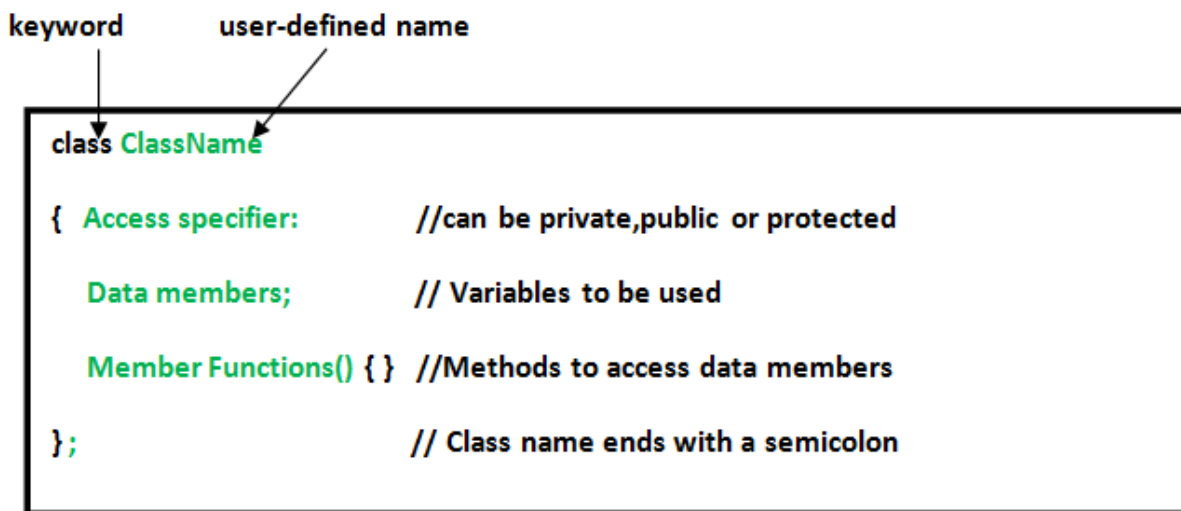 keyword user-defined name
class ClassName
{ Access specifier: //can be private,public or protected
Data members; // Variables to be used
Member Functions() { } //Methods to access data members
} ; // Class name ends with a semicolon